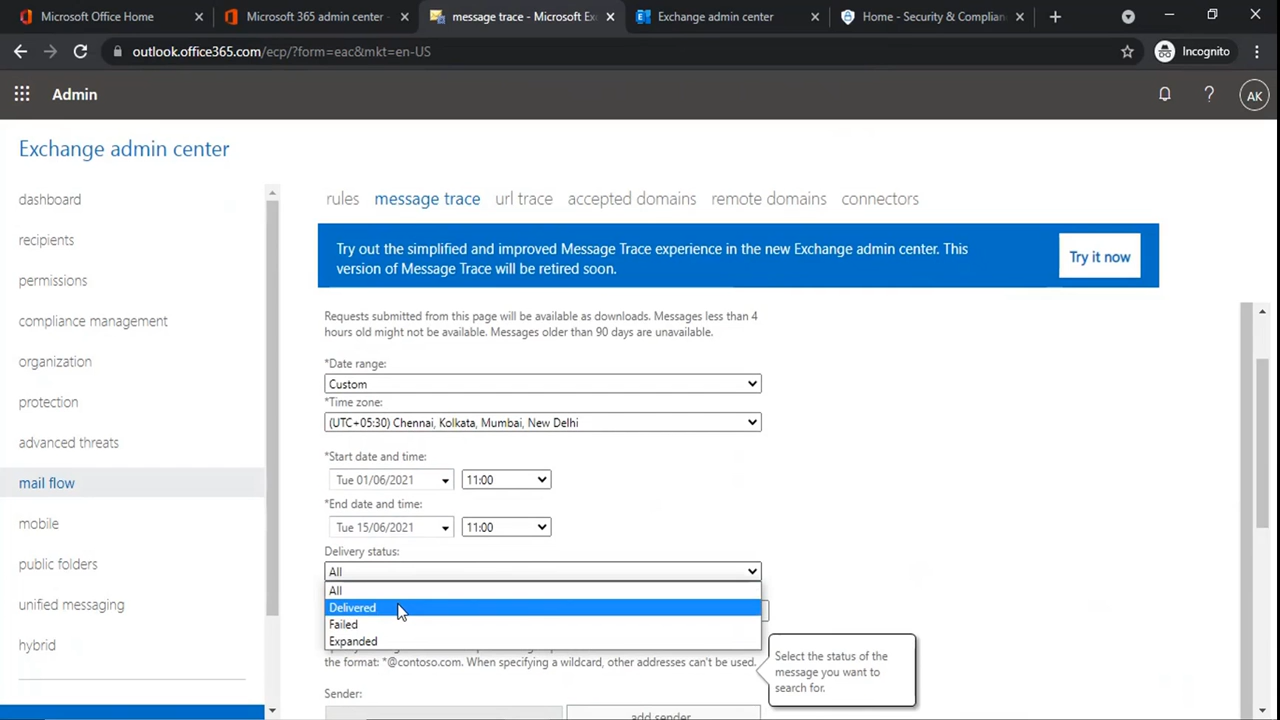 Microsoft Office Home
Microsoft 365 admin center -
message trace - Microsoft Ex
Exchange admin center
Home - Security & Complian
outlook.office365.com/ecp/?form=eac&mkt=en-US
Incognito
Admin
?
AK
Exchange admin center
dashboard
recipients
permissions
compliance management
organization
protection
advanced threats
mail flow
mobile
public folders
unified messaging
hybrid
rules message trace url trace accepted domains remote domains connectors
Try out the simplified and improved Message Trace experience in the new Exchange admin center. This
version of Message Trace will be retired soon.
Try it now
Requests submitted from this page will be available as downloads. Messages less than 4
hours old might not be available. Messages older than 90 days are unavailable.
*Date range:
Custom
*Time zone:
(UTC+05:30) Chennai, Kolkata, Mumbai, New Delhi
*Start date and time:
Tue 01/06/2021 11:00
*End date and time:
Tue 15/06/2021 11:00
Delivery status:
All
All
Delivered
Failed
Expanded
the format: *@contoso.com. When specifying a wildcard, other addresses can't be used.
Select the status of the
message you want to
search for.
Sender:
add sender